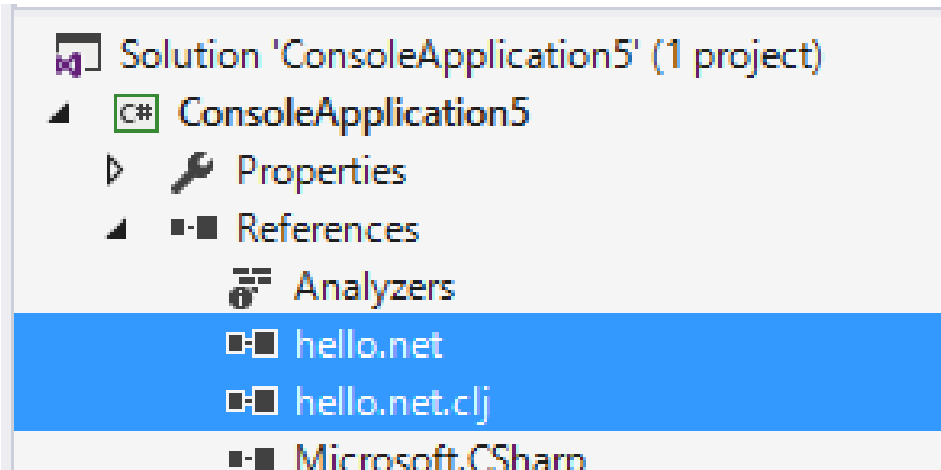 Solution 'ConsoleApplication5' (1 project)
C# ConsoleApplication5
Properties
References
Analyzers
hello.net
hello.net.clj
Microsoft.CSharp